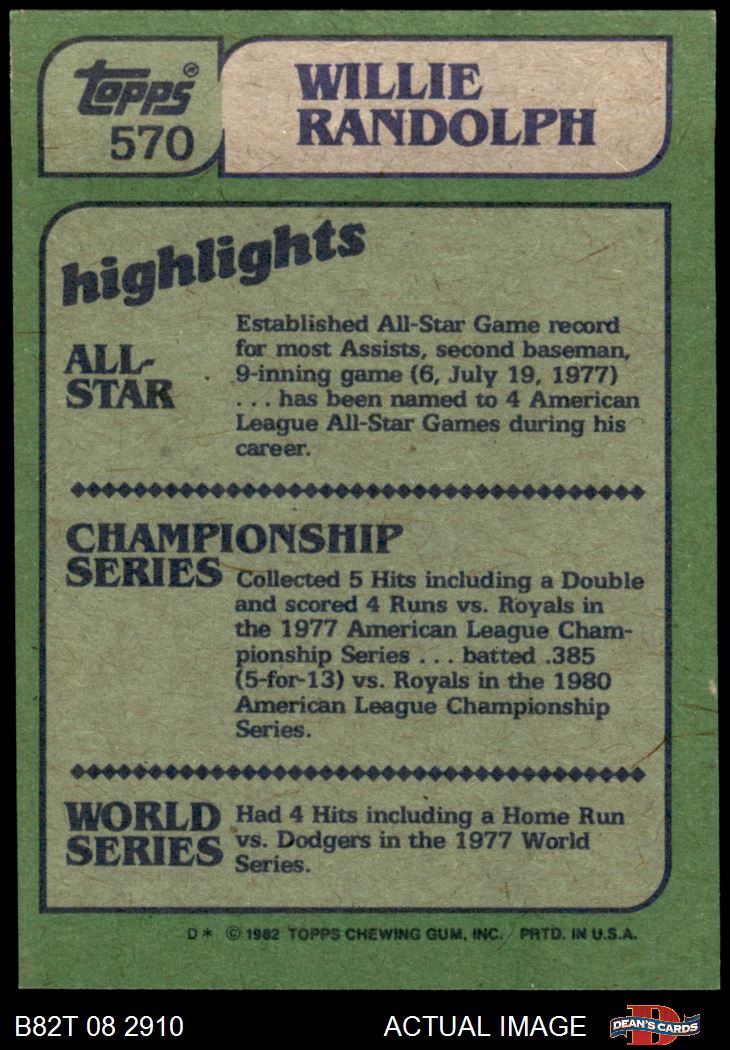 TOPPS®
570
WILLIE
RANDOLPH
highlights
ALL-
STAR
Established All-Star Game record
for most Assists, second baseman,
9-inning game (6, July 19, 1977)
. . . has been named to 4 American
League All-Star Games during his
career.
CHAMPIONSHIP
SERIES
Collected 5 Hits including a Double
and scored 4 Runs vs. Royals in
the 1977 American League Cham-
pionship Series . . . batted .385
(5-for-13) vs. Royals in the 1980
American League Championship
Series.
WORLD
SERIES
Had 4 Hits including a Home Run
vs. Dodgers in the 1977 World
Series.
D* © 1982 TOPPS CHEWING GUM, INC. PRTD. IN U.S.A.
B82T 08 2910
ACTUAL IMAGE
D
DEAN'S CARDS